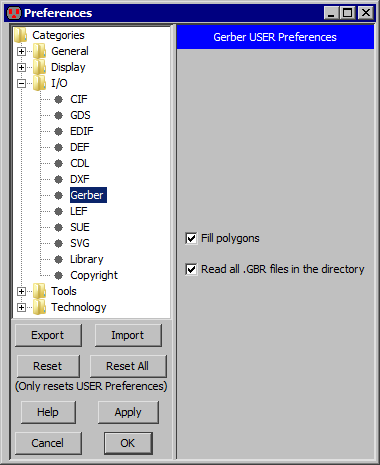 Preferences
Categories
General
Display
I/O
CIF
GDS
EDIF
DEF
CDL
DXF
Gerber
LEF
SUE
SVG
Library
Copyright
Tools
Technology
Export Import
Reset Reset All
(Only resets USER Preferences)
Help Apply
Cancel OK
Gerber USER Preferences
Fill polygons
Read all .GBR files in the directory